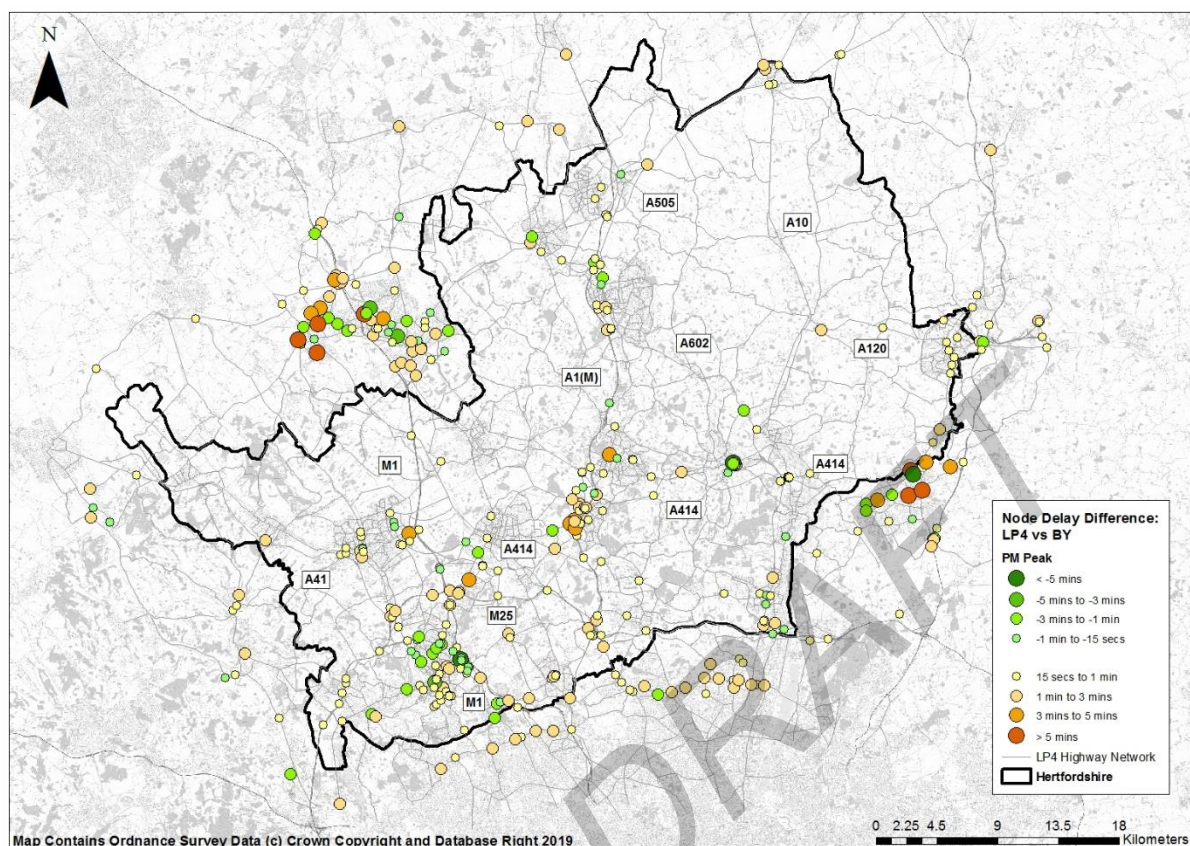 N
A505
A10
A602
A120
A1(M)
M1
A414
A414
A414
A41
M25
M1
DRAFT
Node Delay Difference:
LP4 vs BY
PM Peak
< -5 mins
-5 mins to -3 mins
-3 mins to -1 min
-1 min to -15 secs
15 secs to 1 min
1 min to 3 mins
3 mins to 5 mins
> 5 mins
LP4 Highway Network
Hertfordshire
Map Contains Ordnance Survey Data (c) Crown Copyright and Database Right 2019
0 2.25 4.5 9 13.5 18
Kilometers